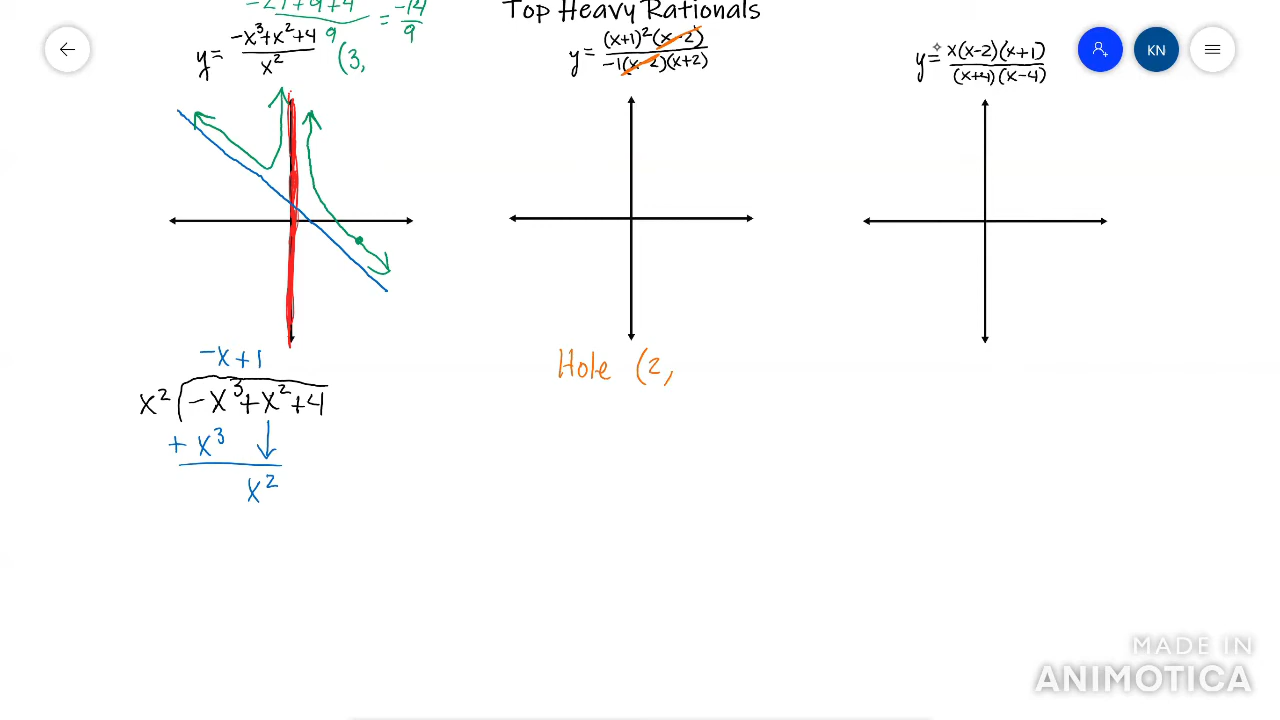 -27+9+4
9
= -14/9
Top Heavy Rationals
y= -x³+x²+4 / x²
(3,
y= (x+1)²(x-2) / -1(x-2)(x+2)
y= x(x-2)(x+1) / (x+4)(x-4)
KN
-x+1
x² -x³+x²+4
+x³
x²
Hole (2,
MADE IN
ANIMOTICA